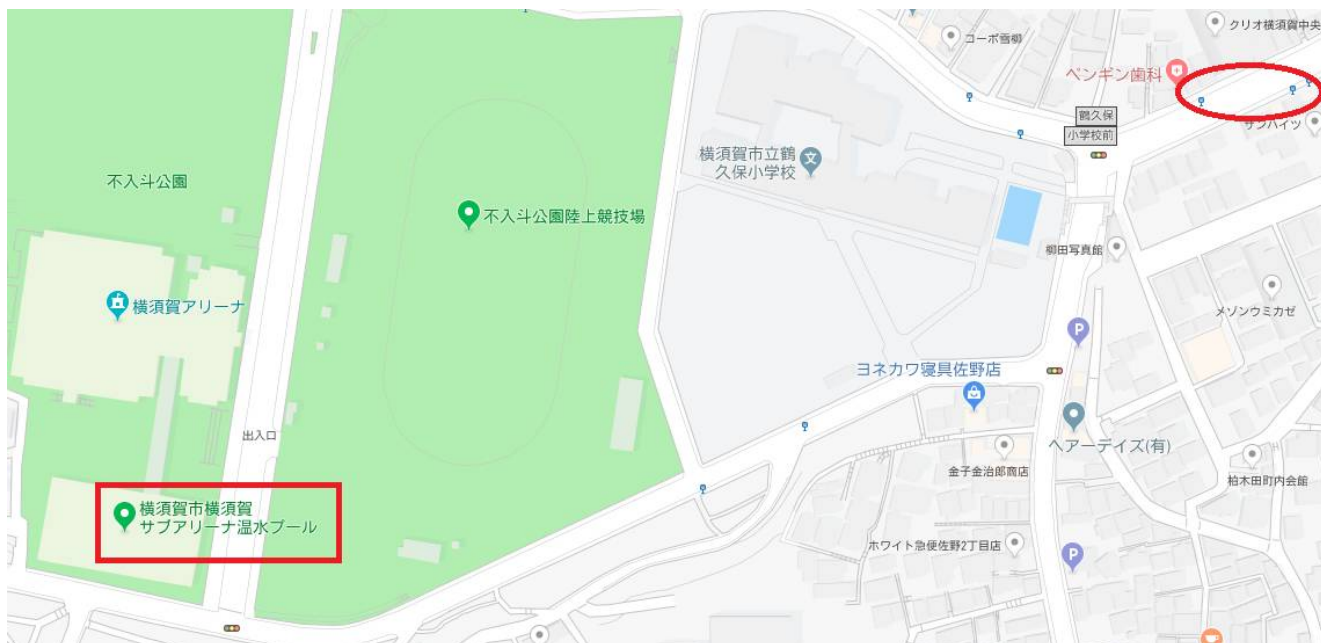 クリオ横須賀中央
コーポ雪柳
ペンギン歯科
鶴久保
小学校前
サンハイツ
横須賀市立鶴
久保小学校
不入斗公園
不入斗公園陸上競技場
柳田写真館
横須賀アリーナ
メゾンウミカゼ
P
ヨネカワ寝具佐野店
出入口
ヘアーデイズ(有)
金子金治郎商店
柏木田町内会館
横須賀市横須賀
サブアリーナ温水プール
ホワイト急便佐野2丁目店
P